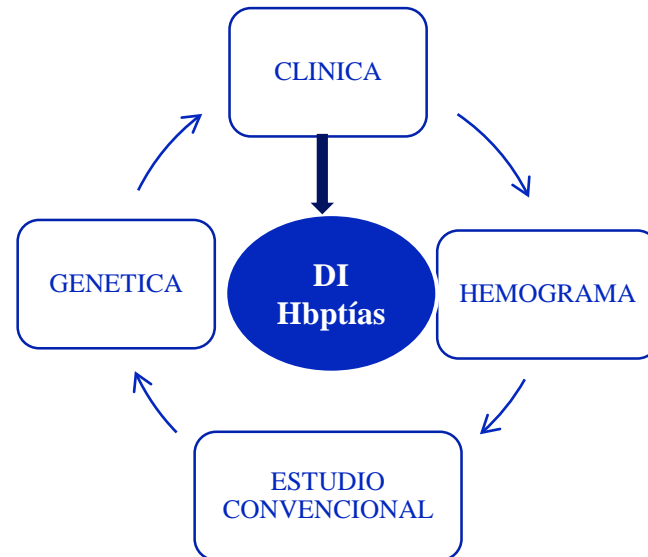 CLINICA
GENETICA
DI
Hbptías
HEMOGRAMA
ESTUDIO
CONVENCIONAL